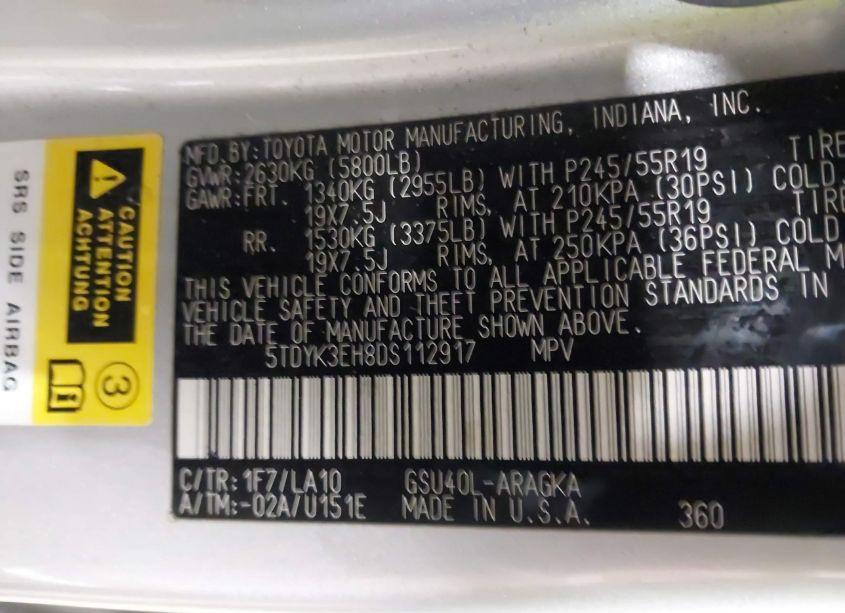 MFD.BY:TOYOTA MOTOR MANUFACTURING, INDIANA, INC.
GVWR:2630KG (5800LB)
GAWR:FRT. 1340KG (2955LB) WITH P245/55R19 TIRE
19X7.5J RIMS, AT 210KPA (30PSI) COLD.
RR. 1530KG (3375LB) WITH P245/55R19 TIRE
19X7.5J RIMS, AT 250KPA (36PSI) COLD
THIS VEHICLE CONFORMS TO ALL APPLICABLE FEDERAL M
VEHICLE SAFETY AND THEFT PREVENTION STANDARDS IN
THE DATE OF MANUFACTURE SHOWN ABOVE.
5TDYK3EH8DS112917 MPV
C/TR: 1F7/LA10 GSU40L-ARAGKA
A/TM:-02A/U151E MADE IN U.S.A. 360
CAUTION
ATTENTION
ACHTUNG
3
SRS SIDE AIRBAG